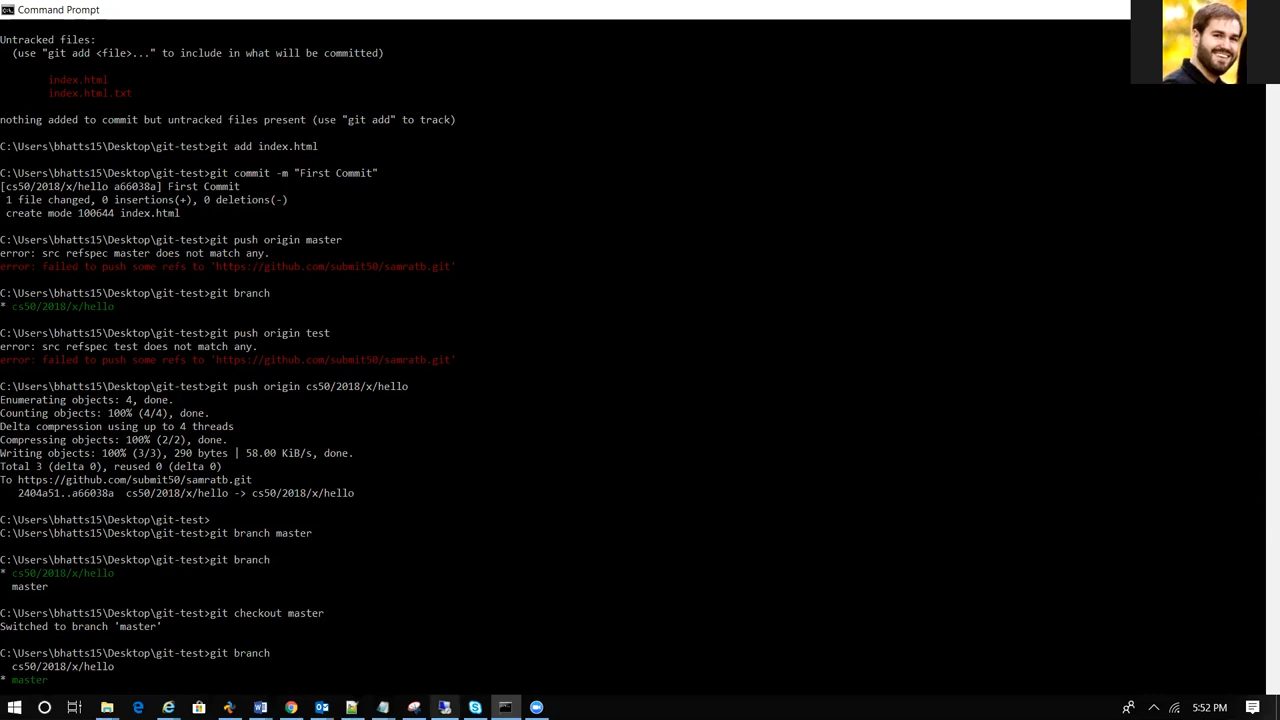 Command Prompt
Untracked files:
(use "git add <file>..." to include in what will be committed)
index.html
index.html.txt
nothing added to commit but untracked files present (use "git add" to track)
C:\Users\bhatts15\Desktop\git-test>git add index.html
C:\Users\bhatts15\Desktop\git-test>git commit -m "First Commit"
[cs50/2018/x/hello a66038a] First Commit
1 file changed, 0 insertions(+), 0 deletions(-)
create mode 100644 index.html
C:\Users\bhatts15\Desktop\git-test>git push origin master
error: src refspec master does not match any.
error: failed to push some refs to 'https://github.com/submit50/samratb.git'
C:\Users\bhatts15\Desktop\git-test>git branch
* cs50/2018/x/hello
C:\Users\bhatts15\Desktop\git-test>git push origin test
error: src refspec test does not match any.
error: failed to push some refs to 'https://github.com/submit50/samratb.git'
C:\Users\bhatts15\Desktop\git-test>git push origin cs50/2018/x/hello
Enumerating objects: 4, done.
Counting objects: 100% (4/4), done.
Delta compression using up to 4 threads
Compressing objects: 100% (2/2), done.
Writing objects: 100% (3/3), 290 bytes | 58.00 KiB/s, done.
Total 3 (delta 0), reused 0 (delta 0)
To https://github.com/submit50/samratb.git
2404a51..a66038a cs50/2018/x/hello -> cs50/2018/x/hello
C:\Users\bhatts15\Desktop\git-test>
C:\Users\bhatts15\Desktop\git-test>git branch master
C:\Users\bhatts15\Desktop\git-test>git branch
* cs50/2018/x/hello
master
C:\Users\bhatts15\Desktop\git-test>git checkout master
Switched to branch 'master'
C:\Users\bhatts15\Desktop\git-test>git branch
cs50/2018/x/hello
* master
5:52 PM